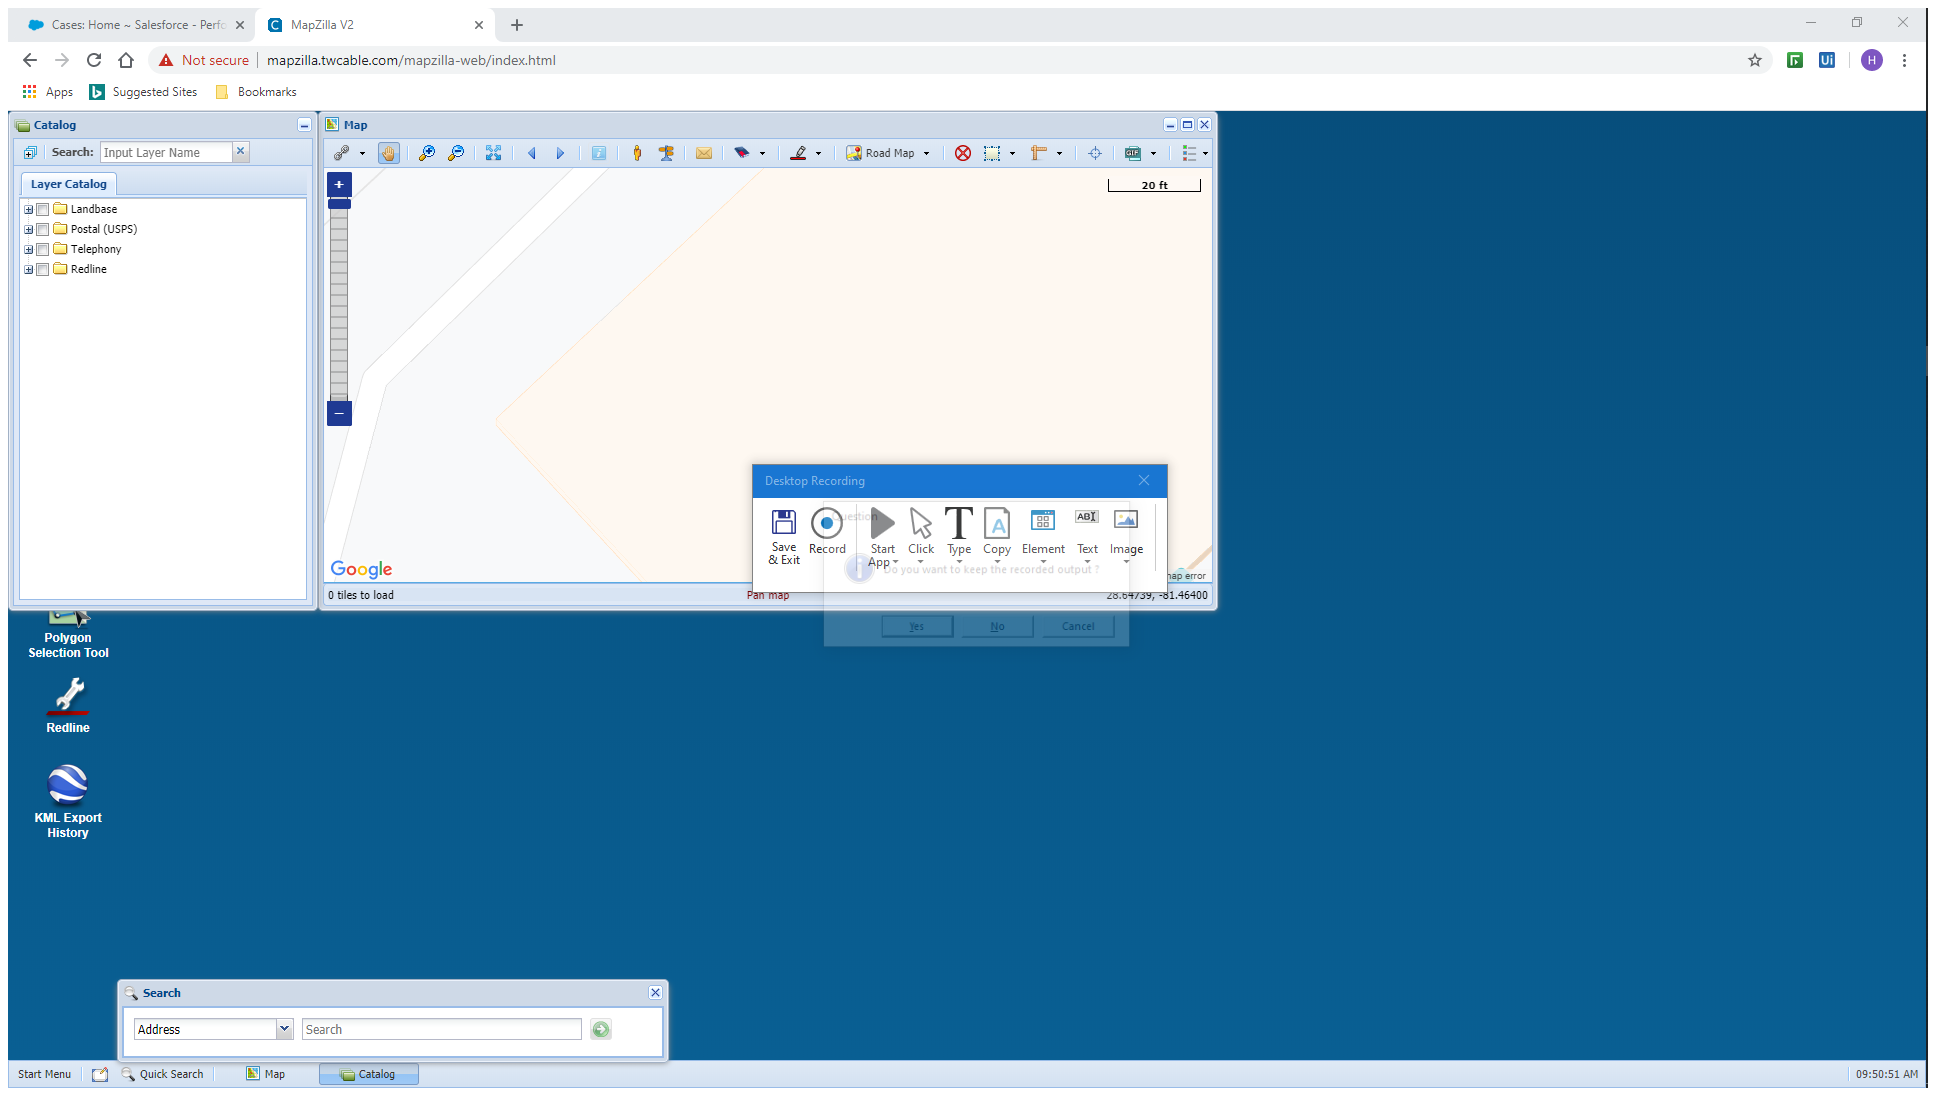 Cases: Home ~ Salesforce - Perfo
MapZilla V2
Not secure
mapzilla.twcable.com/mapzilla-web/index.html
Ui
H
Apps
Suggested Sites
Bookmarks
Catalog
Map
Search:
Input Layer Name
Road Map
Layer Catalog
20 ft
Landbase
Postal (USPS)
Telephony
Redline
Desktop Recording
Question
Save & Exit
Record
Start App
Click
Type
Copy
Element
Text
Image
Do you want to keep the recorded output ?
Google
map error
0 tiles to load
Pan map
28.64739, -81.46400
Yes
No
Cancel
Polygon
Selection Tool
Redline
KML Export
History
Search
Address
Search
Start Menu
Quick Search
Map
Catalog
09:50:51 AM